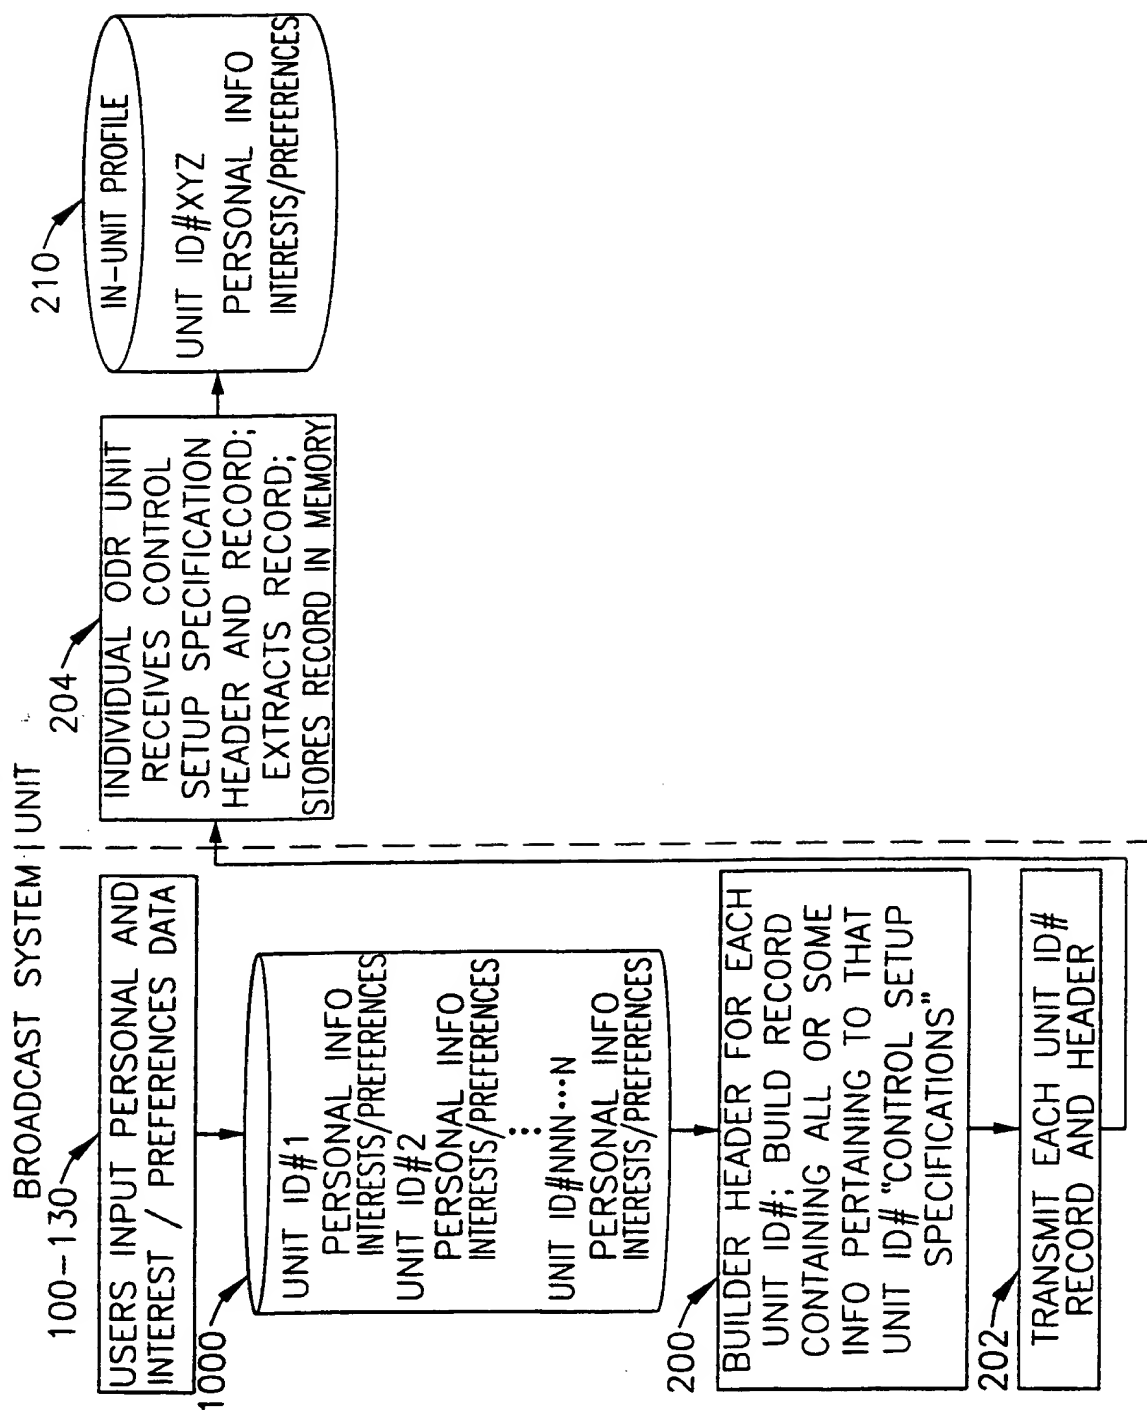 BROADCAST SYSTEM | UNIT
100-130
USERS INPUT PERSONAL AND
INTEREST / PREFERENCES DATA
1000
UNIT ID#1
PERSONAL INFO
INTERESTS/PREFERENCES
UNIT ID#2
PERSONAL INFO
INTERESTS/PREFERENCES
UNIT ID#NNN...N
PERSONAL INFO
INTERESTS/PREFERENCES
200
BUILDER HEADER FOR EACH
UNIT ID#; BUILD RECORD
CONTAINING ALL OR SOME
INFO PERTAINING TO THAT
UNIT ID# "CONTROL SETUP
SPECIFICATIONS"
202
TRANSMIT EACH UNIT ID#
RECORD AND HEADER
204
INDIVIDUAL ODR UNIT
RECEIVES CONTROL
SETUP SPECIFICATION
HEADER AND RECORD;
EXTRACTS RECORD;
STORES RECORD IN MEMORY
210
IN-UNIT PROFILE
UNIT ID#XYZ
PERSONAL INFO
INTERESTS/PREFERENCES